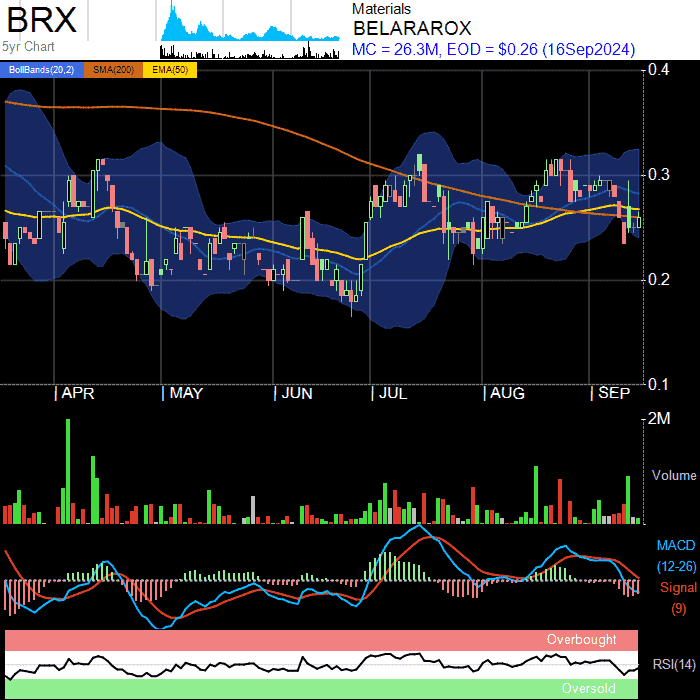 BRX
5yr Chart
Materials
BELARAROX
MC = 26.3M, EOD = $0.26 (16Sep2024)
BollBands(20,2) SMA(200) EMA(50)
0.4
0.3
0.2
0.1
APR MAY JUN JUL AUG SEP
2M
Volume
MACD
(12-26)
Signal
(9)
Overbought
RSI(14)
Oversold